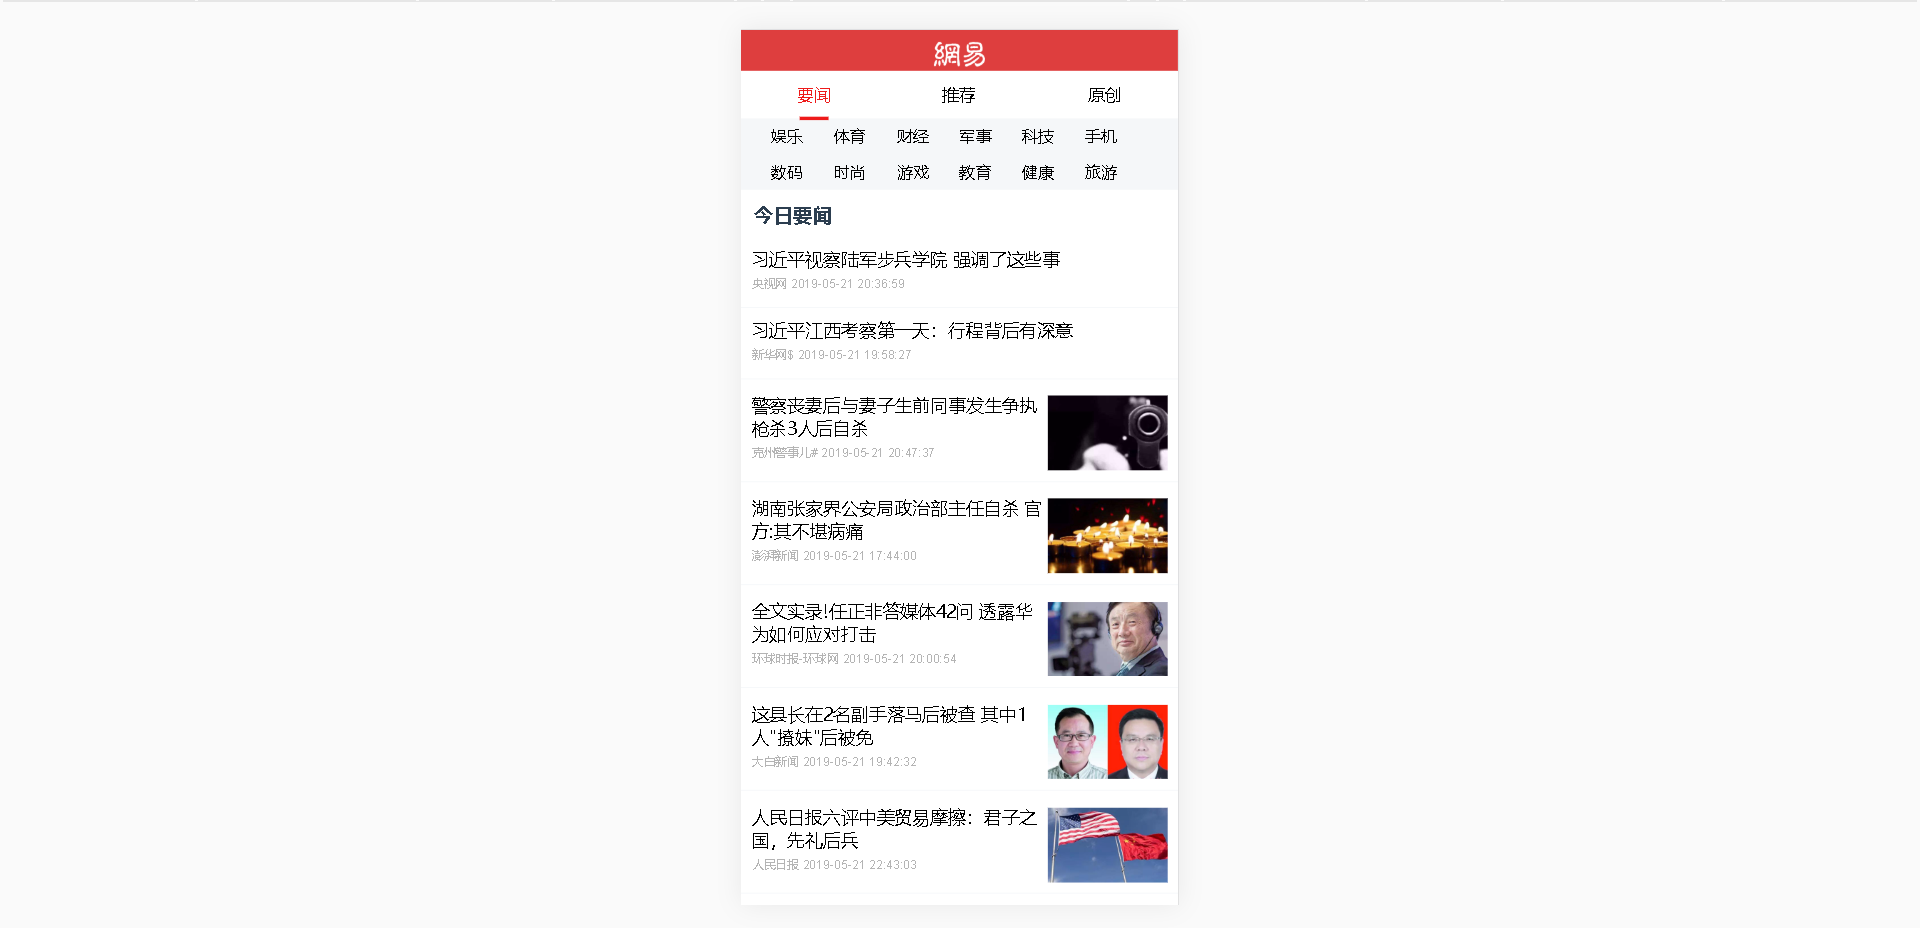 網易
要闻 推荐 原创
娱乐 体育 财经 军事 科技 手机
数码 时尚 游戏 教育 健康 旅游
今日要闻
习近平视察陆军步兵学院 强调了这些事
央视网 2019-05-21 20:36:59
习近平江西考察第一天：行程背后有深意
新华网$ 2019-05-21 19:58:27
警察丧妻后与妻子生前同事发生争执
枪杀3人后自杀
克州警事儿# 2019-05-21 20:47:37
湖南张家界公安局政治部主任自杀 官
方:其不堪病痛
澎湃新闻 2019-05-21 17:44:00
全文实录!任正非答媒体42问 透露华
为如何应对打击
环球时报-环球网 2019-05-21 20:00:54
这县长在2名副手落马后被查 其中1
人"撩妹"后被免
大白新闻 2019-05-21 19:42:32
人民日报六评中美贸易摩擦：君子之
国，先礼后兵
人民日报 2019-05-21 22:43:03